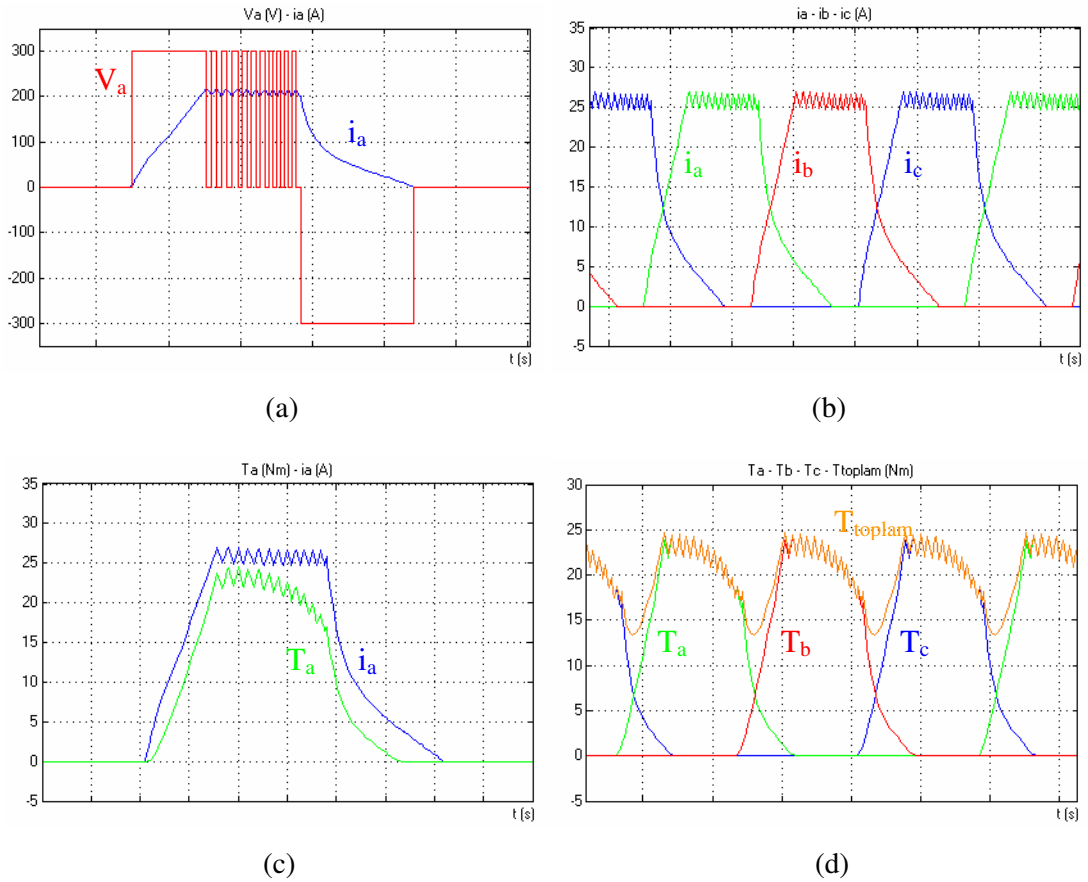 Va (V) - ia (A)
300
200
100
0
-100
-200
-300
Va
ia
t (s)
(a)
ia - ib - ic (A)
35
30
25
20
15
10
5
0
-5
ia
ib
ic
t (s)
(b)
Ta (Nm) - ia (A)
35
30
25
20
15
10
5
0
-5
Ta
ia
t (s)
(c)
Ta - Tb - Tc - Ttoplam (Nm)
30
25
20
15
10
5
0
-5
Ttoplam
Ta
Tb
Tc
t (s)
(d)